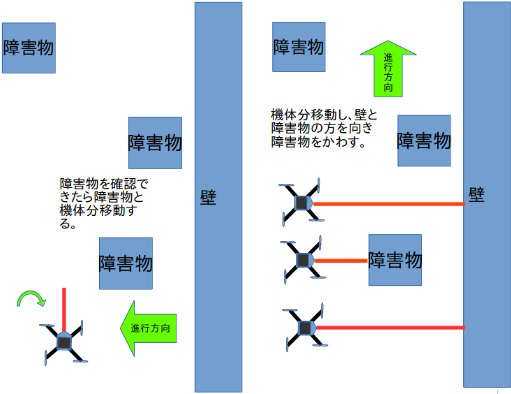 障害物
障害物
障害物を確認で
きたら障害物と
機体分移動す
る。
障害物
進行方向
壁
障害物
進行方向
機体分移動し、壁と
障害物の方を向き
障害物をかわす。
障害物
壁
障害物